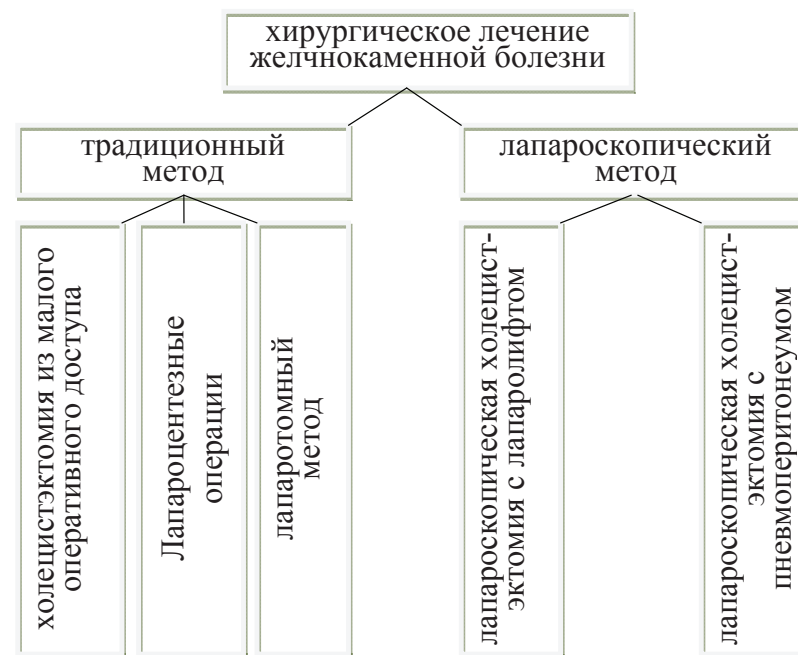 хирургическое лечение
желчнокаменной болезни
традиционный
метод
лапароскопический
метод
холецистэктомия из малого
оперативного доступа
Лапароцентезные
операции
лапаротомный
метод
лапароскопическая холецист-
эктомия с лапаролифтом
лапароскопическая холецист-
эктомия с
пневмоперитонеумом